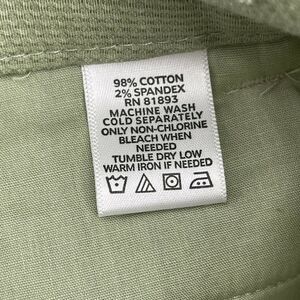 98% COTTON
2% SPANDEX
RN 81893
MACHINE WASH
COLD SEPARATELY
ONLY NON-CHLORINE
BLEACH WHEN
NEEDED
TUMBLE DRY LOW
WARM IRON IF NEEDED